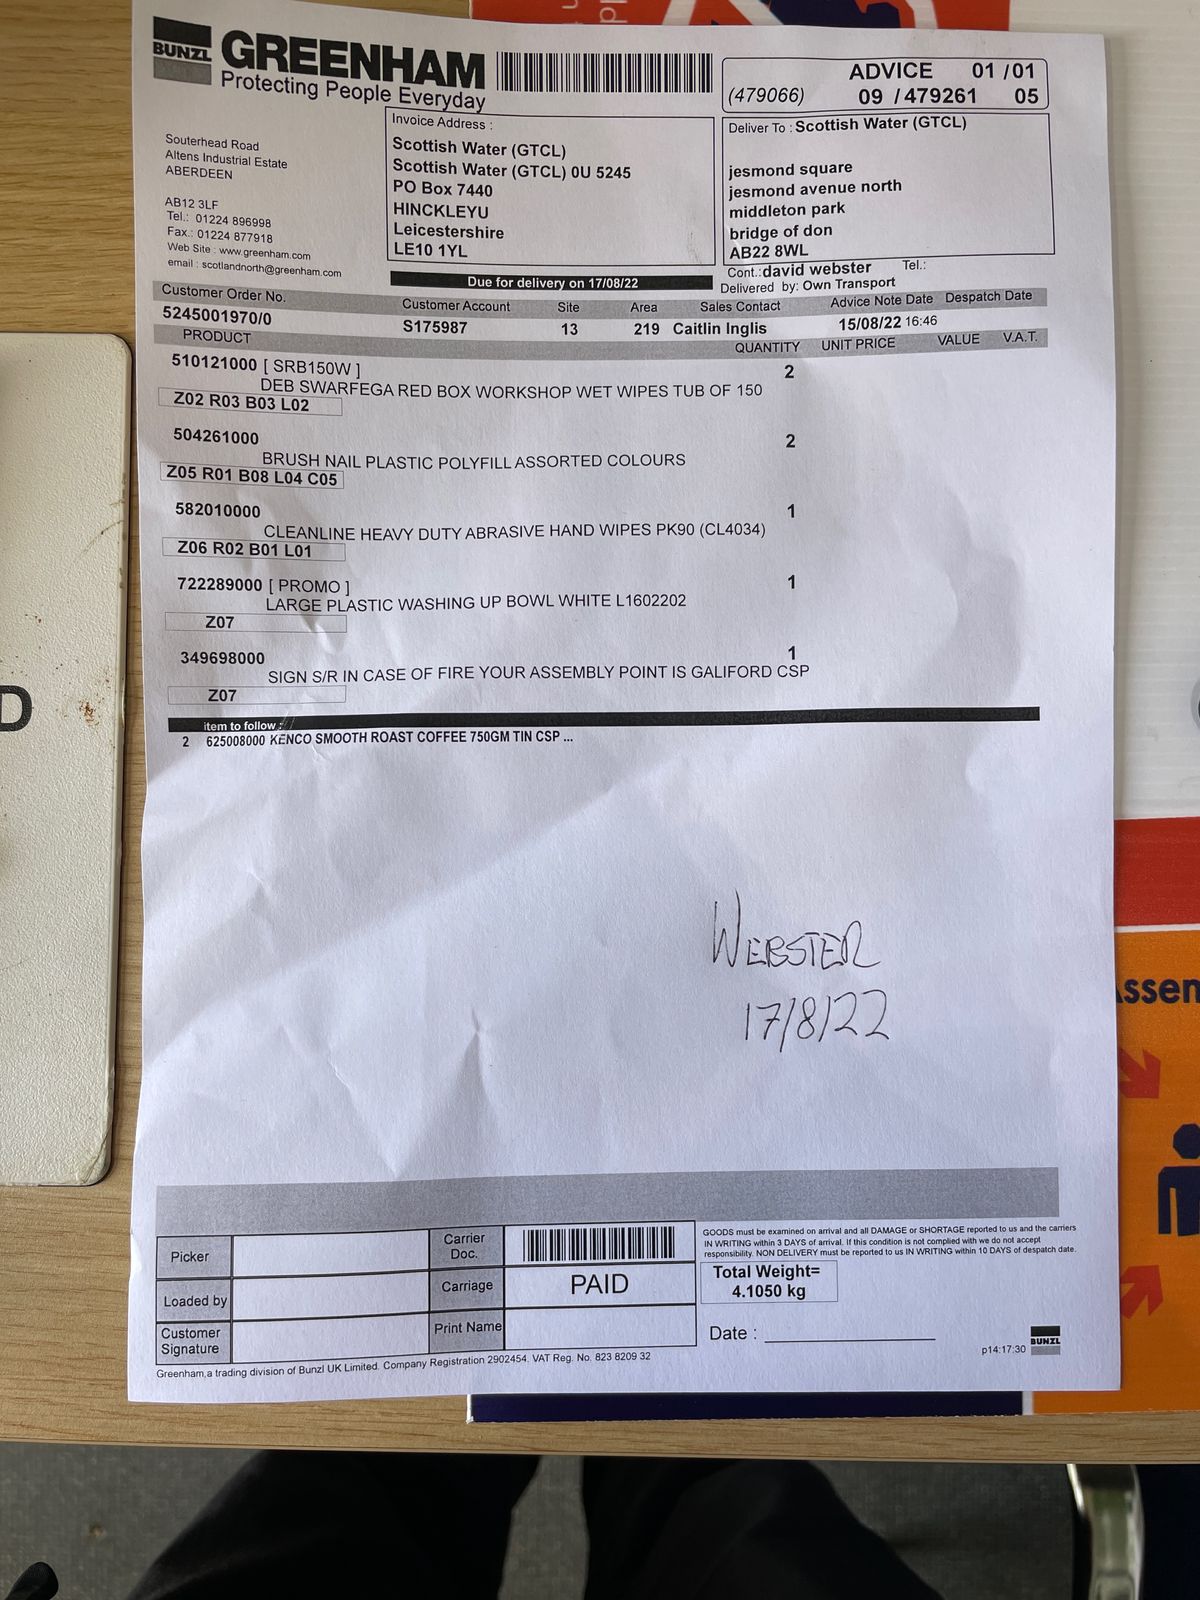 BUNZL GREENHAM
Protecting People Everyday
(479066)
ADVICE 01 /01
09 /479261 05
Souterhead Road
Altens Industrial Estate
ABERDEEN
AB12 3LF
Tel.: 01224 896998
Fax.: 01224 877918
Web Site : www.greenham.com
email : scotlandnorth@greenham.com
Invoice Address :
Scottish Water (GTCL)
Scottish Water (GTCL) 0U 5245
PO Box 7440
HINCKLEYU
Leicestershire
LE10 1YL
Deliver To : Scottish Water (GTCL)
jesmond square
jesmond avenue north
middleton park
bridge of don
AB22 8WL
Cont.: david webster Tel.:
Due for delivery on 17/08/22
Delivered by: Own Transport
Customer Order No. Customer Account Site Area Sales Contact Advice Note Date Despatch Date
5245001970/0 S175987 13 219 Caitlin Inglis 15/08/22 16:46
PRODUCT QUANTITY UNIT PRICE VALUE V.A.T.
510121000 [ SRB150W ] 2
DEB SWARFEGA RED BOX WORKSHOP WET WIPES TUB OF 150
Z02 R03 B03 L02
504261000 2
BRUSH NAIL PLASTIC POLYFILL ASSORTED COLOURS
Z05 R01 B08 L04 C05
582010000 1
CLEANLINE HEAVY DUTY ABRASIVE HAND WIPES PK90 (CL4034)
Z06 R02 B01 L01
722289000 [ PROMO ] 1
LARGE PLASTIC WASHING UP BOWL WHITE L1602202
Z07
349698000 1
SIGN S/R IN CASE OF FIRE YOUR ASSEMBLY POINT IS GALIFORD CSP
Z07
item to follow :
2 625008000 KENCO SMOOTH ROAST COFFEE 750GM TIN CSP ...
WEBSTER
17/8/22
Picker
Carrier Doc.
Loaded by
Carriage PAID
Customer Signature
Print Name
GOODS must be examined on arrival and all DAMAGE or SHORTAGE reported to us and the carriers
IN WRITING within 3 DAYS of arrival. If this condition is not complied with we do not accept
responsibility. NON DELIVERY must be reported to us IN WRITING within 10 DAYS of despatch date.
Total Weight=
4.1050 kg
Date :
BUNZL
p14:17:30
Greenham,a trading division of Bunzl UK Limited. Company Registration 2902454. VAT Reg. No. 823 8209 32
D
Assem